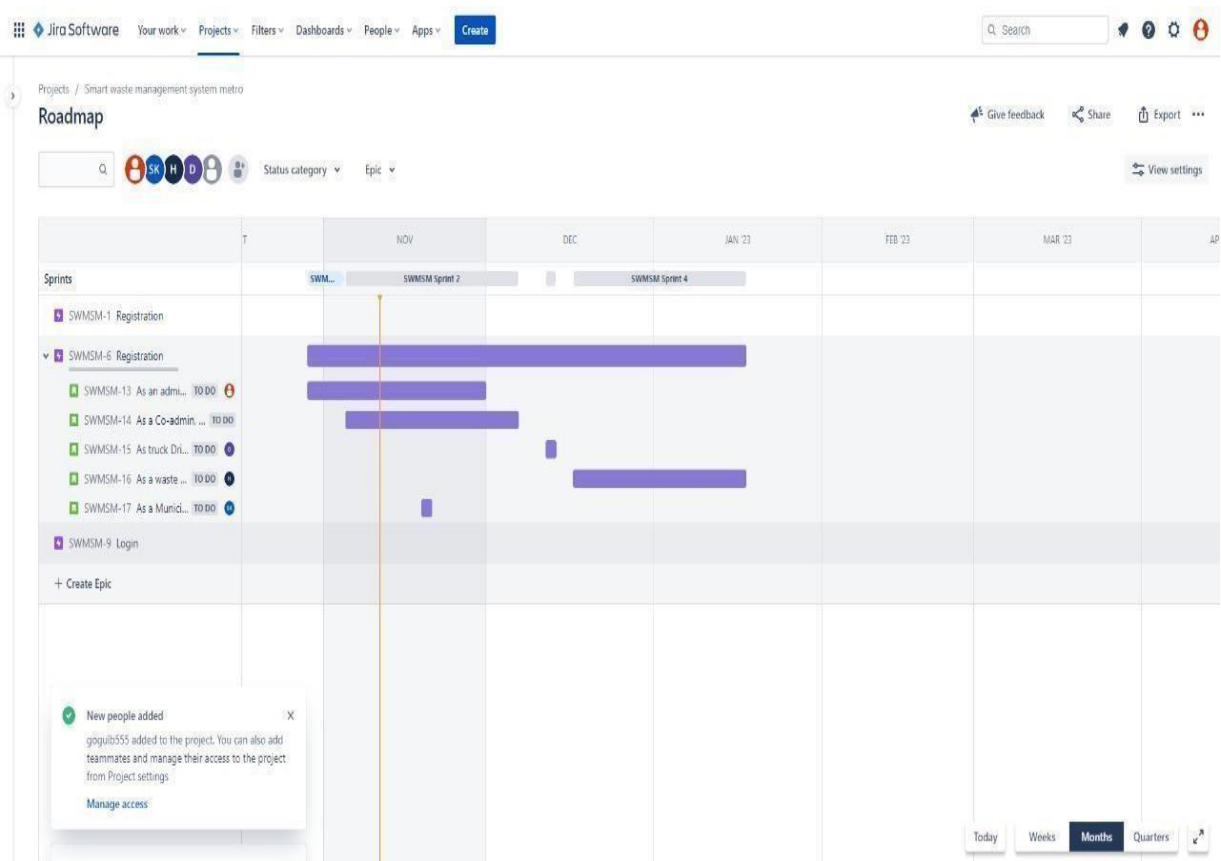 Jira Software Your work Projects Filters Dashboards People Apps Create Search
Projects / Smart waste management system metro
Roadmap
Give feedback Share Export
SK H D Status category Epic View settings
T NOV DEC JAN '23 FEB '23 MAR '23 AP
Sprints SWM... SWMSM Sprint 2 SWMSM Sprint 4
SWMSM-1 Registration
SWMSM-6 Registration
SWMSM-13 As an admi... TO DO
SWMSM-14 As a Co-admin. ... TO DO
SWMSM-15 As truck Dri... TO DO D
SWMSM-16 As a waste ... TO DO H
SWMSM-17 As a Munici... TO DO SK
SWMSM-9 Login
+ Create Epic
New people added
goguib555 added to the project. You can also add
teammates and manage their access to the project
from Project settings
Manage access
Today Weeks Months Quarters